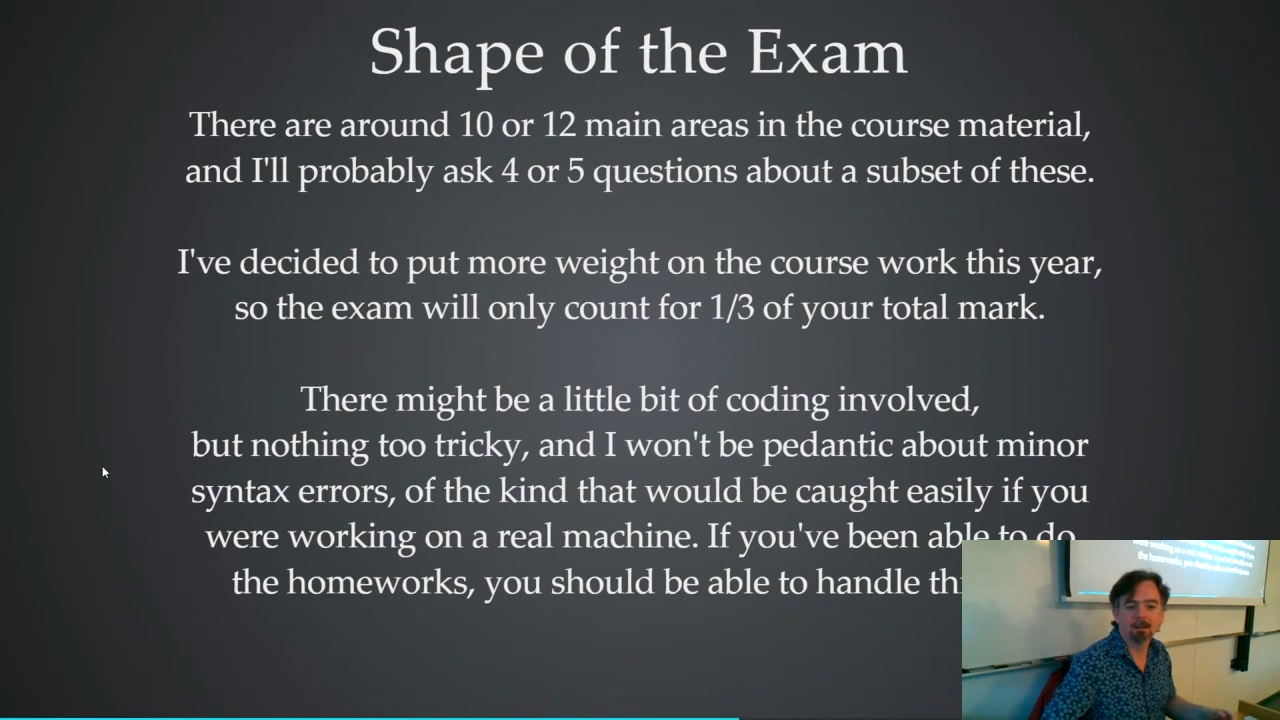 Shape of the Exam
There are around 10 or 12 main areas in the course material,
and I'll probably ask 4 or 5 questions about a subset of these.
I've decided to put more weight on the course work this year,
so the exam will only count for 1/3 of your total mark.
There might be a little bit of coding involved,
but nothing too tricky, and I won't be pedantic about minor
syntax errors, of the kind that would be caught easily if you
were working on a real machine. If you've been able to do
the homeworks, you should be able to handle